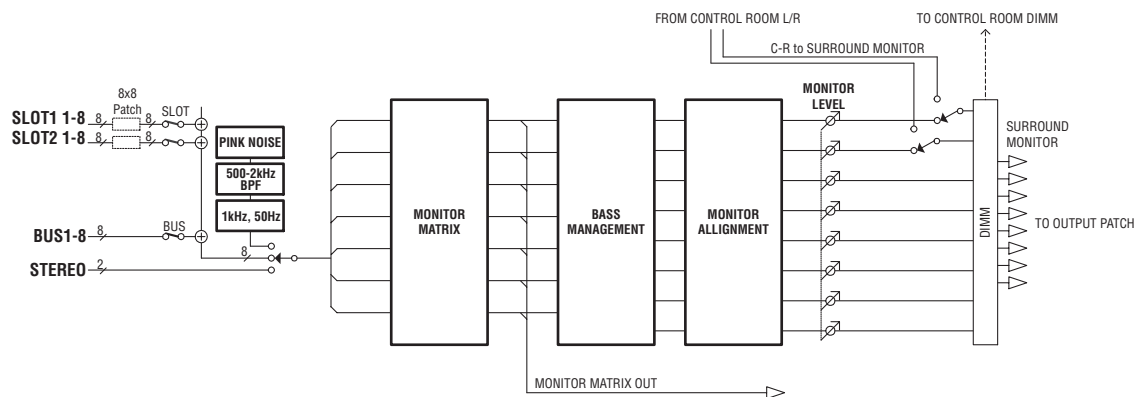 FROM CONTROL ROOM L/R
TO CONTROL ROOM DIMM
C-R to SURROUND MONITOR
8x8
Patch
SLOT
MONITOR
LEVEL
SLOT1 1-8
8
8
SLOT2 1-8
8
8
PINK NOISE
500-2kHz
BPF
1kHz, 50Hz
BUS1-8
8
BUS
8
STEREO
2
MONITOR
MATRIX
BASS
MANAGEMENT
MONITOR
ALLIGNMENT
DIMM
SURROUND
MONITOR
TO OUTPUT PATCH
MONITOR MATRIX OUT